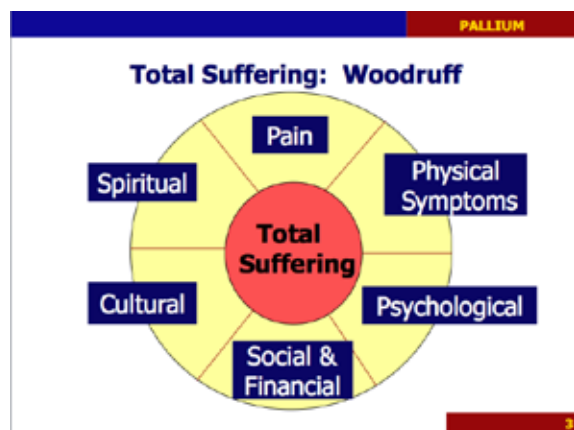 PALLIUM
Total Suffering: Woodruff
Pain
Physical
Symptoms
Psychological
Social &
Financial
Cultural
Spiritual
Total
Suffering
3